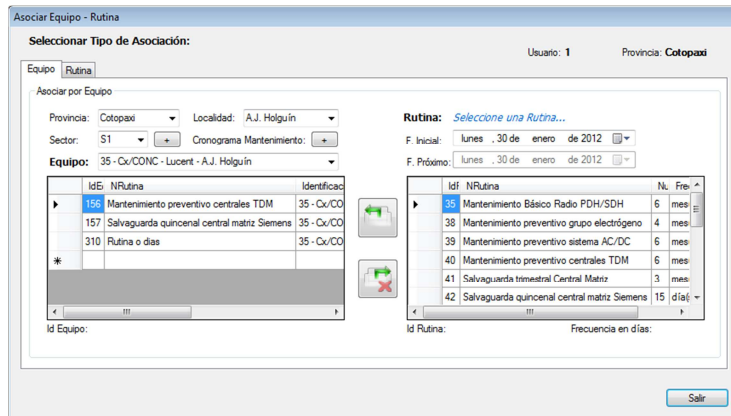 Asociar Equipo - Rutina
Seleccionar Tipo de Asociación:
Usuario: 1 Provincia: Cotopaxi
Equipo Rutina
Asociar por Equipo
Provincia: Cotopaxi Localidad: A.J. Holguín
Sector: S1 + Cronograma Mantenimiento: +
Equipo: 35 - Cx/CONC - Lucent - A.J. Holguín
Rutina: Seleccione una Rutina...
F. Inicial: lunes , 30 de enero de 2012
F. Próximo: lunes , 30 de enero de 2012
IdE NRutina Identificac
156 Mantenimiento preventivo centrales TDM 35 - Cx/CO
157 Salvaguarda quincenal central matriz Siemens 35 - Cx/CO
310 Rutina o dias 35 - Cx/CO
Id Equipo:
IdF NRutina Nu Fre
35 Mantenimiento Básico Radio PDH/SDH 6 mes
38 Mantenimiento preventivo grupo electrógeno 4 mes
39 Mantenimiento preventivo sistema AC/DC 6 mes
40 Mantenimiento preventivo centrales TDM 6 mes
41 Salvaguarda trimestral Central Matriz 3 mes
42 Salvaguarda quincenal central matriz Siemens 15 día(
Id Rutina: Frecuencia en días:
Salir